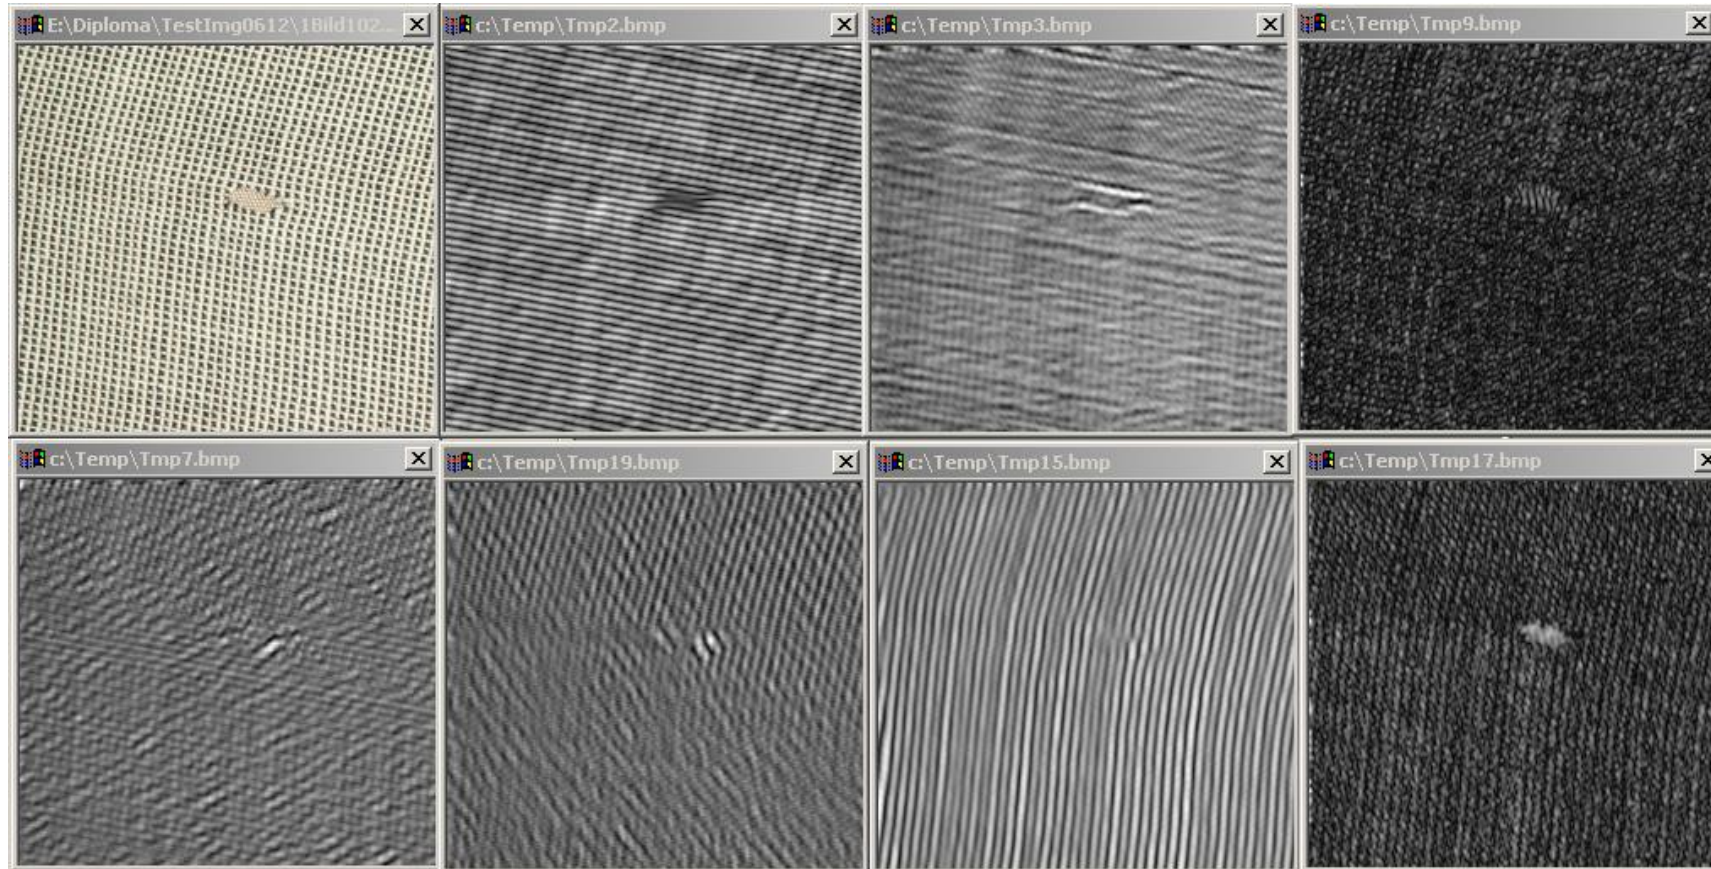 E:\Diploma\TestImg0612\1Bild102...
c:\Temp\Tmp2.bmp
c:\Temp\Tmp3.bmp
c:\Temp\Tmp9.bmp
c:\Temp\Tmp7.bmp
c:\Temp\Tmp19.bmp
c:\Temp\Tmp15.bmp
c:\Temp\Tmp17.bmp